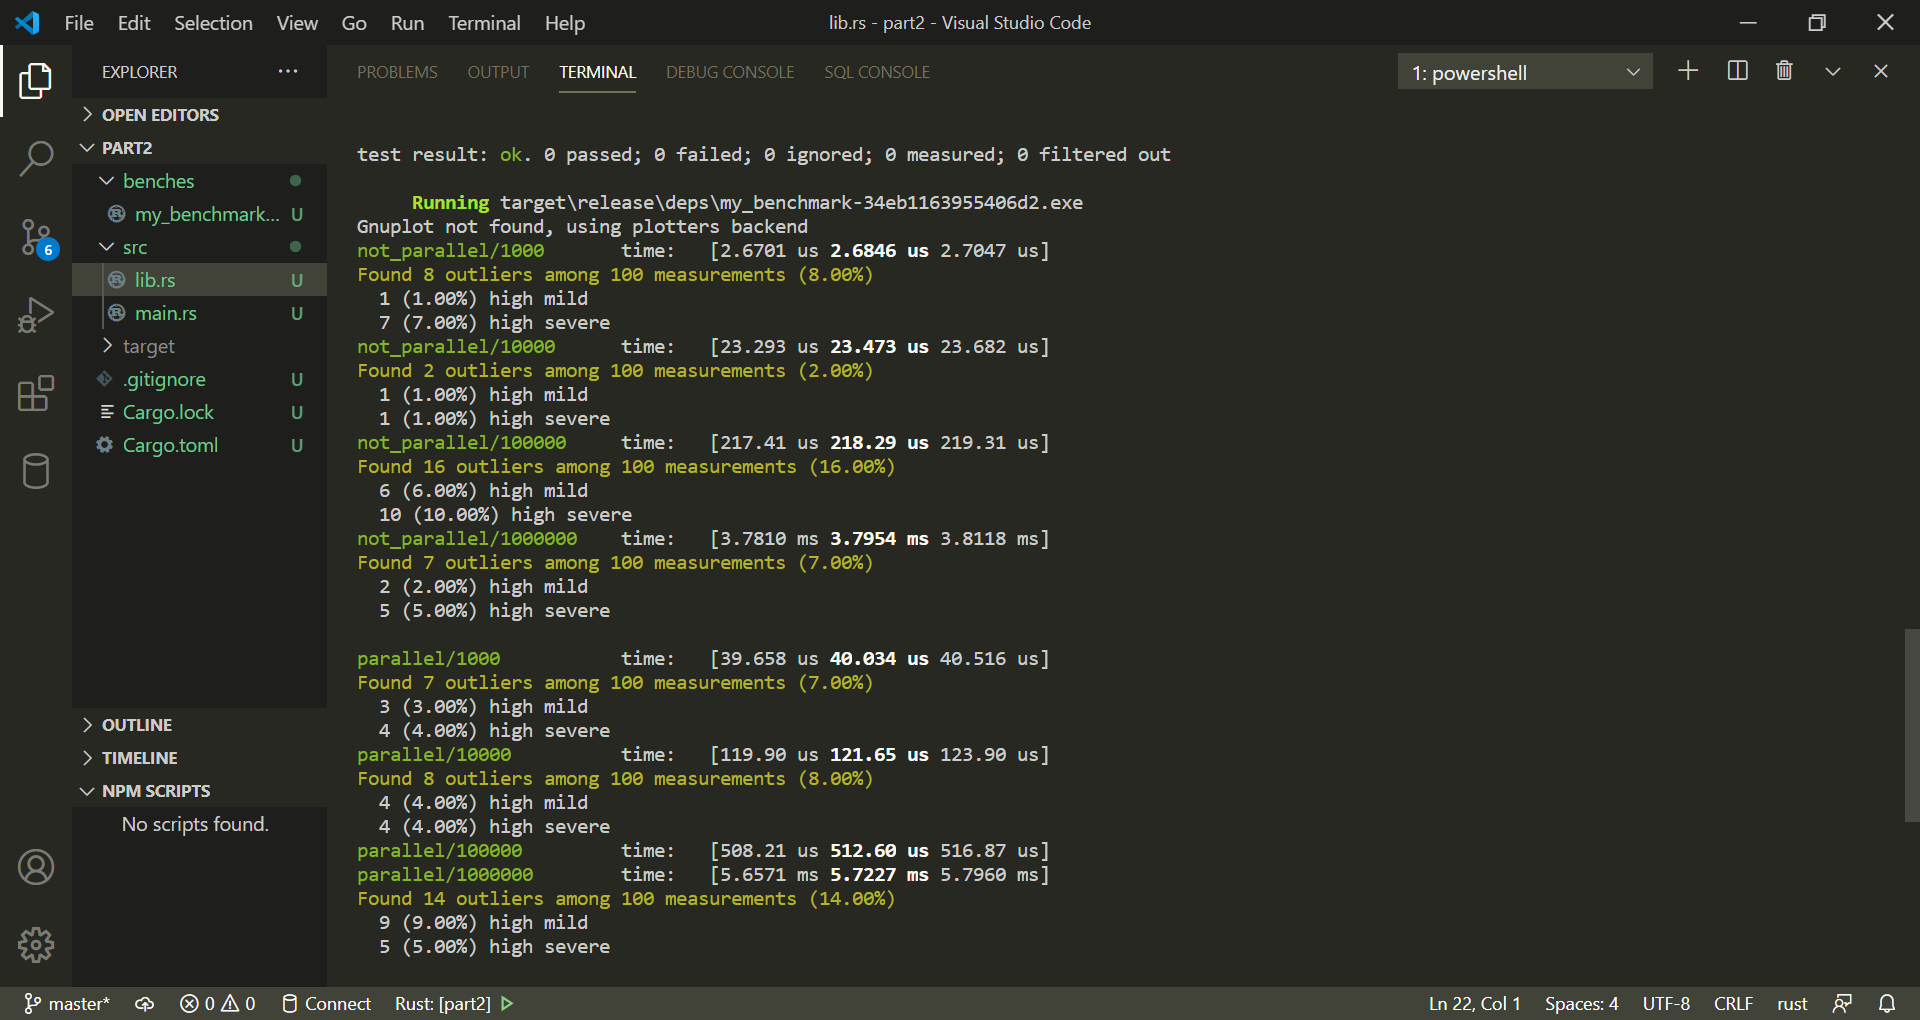 File Edit Selection View Go Run Terminal Help
lib.rs - part2 - Visual Studio Code
EXPLORER
OPEN EDITORS
PART2
benches
my_benchmark... U
src
lib.rs U
main.rs U
target
.gitignore U
Cargo.lock U
Cargo.toml U
6
OUTLINE
TIMELINE
NPM SCRIPTS
No scripts found.
PROBLEMS OUTPUT TERMINAL DEBUG CONSOLE SQL CONSOLE
1: powershell
test result: ok. 0 passed; 0 failed; 0 ignored; 0 measured; 0 filtered out
Running target\release\deps\my_benchmark-34eb1163955406d2.exe
Gnuplot not found, using plotters backend
not_parallel/1000 time: [2.6701 us 2.6846 us 2.7047 us]
Found 8 outliers among 100 measurements (8.00%)
1 (1.00%) high mild
7 (7.00%) high severe
not_parallel/10000 time: [23.293 us 23.473 us 23.682 us]
Found 2 outliers among 100 measurements (2.00%)
1 (1.00%) high mild
1 (1.00%) high severe
not_parallel/100000 time: [217.41 us 218.29 us 219.31 us]
Found 16 outliers among 100 measurements (16.00%)
6 (6.00%) high mild
10 (10.00%) high severe
not_parallel/1000000 time: [3.7810 ms 3.7954 ms 3.8118 ms]
Found 7 outliers among 100 measurements (7.00%)
2 (2.00%) high mild
5 (5.00%) high severe
parallel/1000 time: [39.658 us 40.034 us 40.516 us]
Found 7 outliers among 100 measurements (7.00%)
3 (3.00%) high mild
4 (4.00%) high severe
parallel/10000 time: [119.90 us 121.65 us 123.90 us]
Found 8 outliers among 100 measurements (8.00%)
4 (4.00%) high mild
4 (4.00%) high severe
parallel/100000 time: [508.21 us 512.60 us 516.87 us]
parallel/1000000 time: [5.6571 ms 5.7227 ms 5.7960 ms]
Found 14 outliers among 100 measurements (14.00%)
9 (9.00%) high mild
5 (5.00%) high severe
master* 0 0 Connect Rust: [part2] Ln 22, Col 1 Spaces: 4 UTF-8 CRLF rust